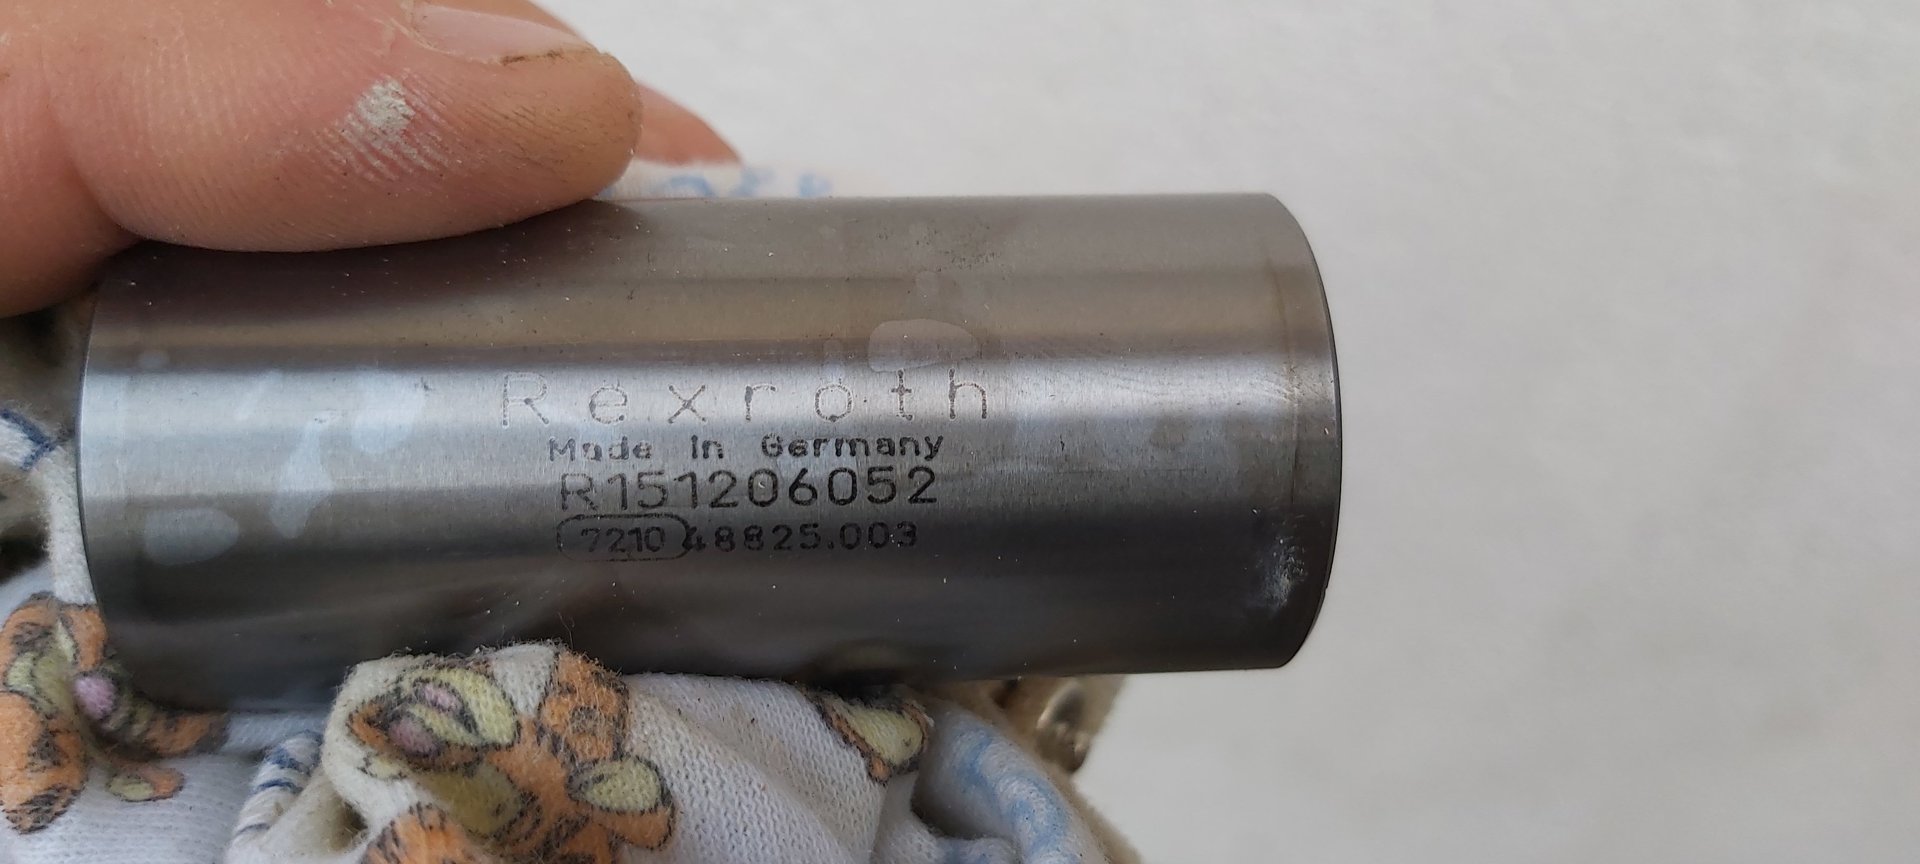 Rexroth
Made in Germany
R151206052
7210 48825.003